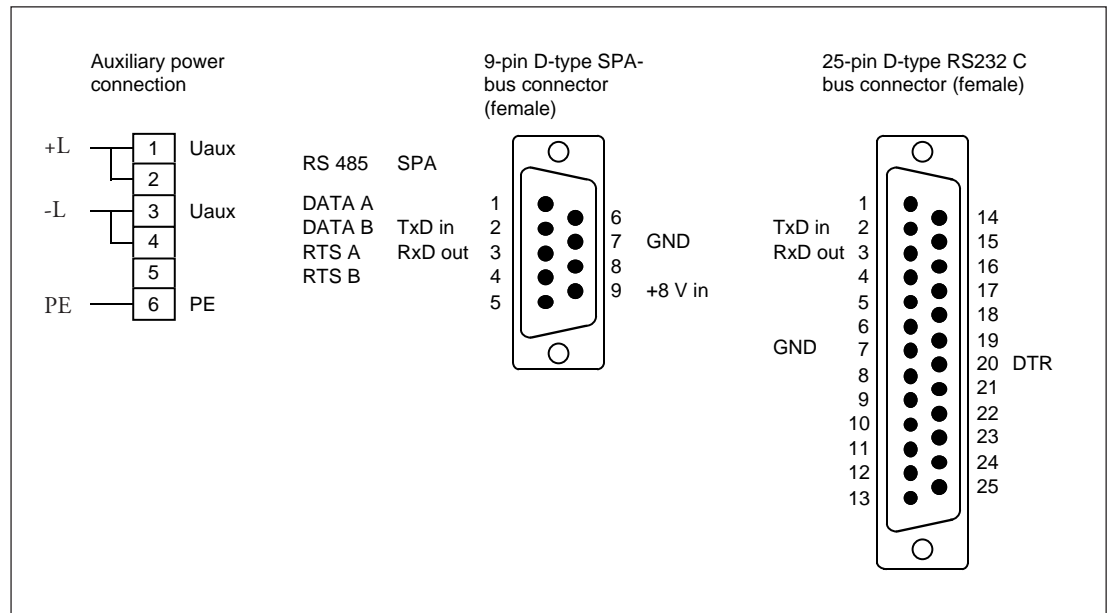 Auxiliary power
connection
+L 1 Uaux
2
-L 3 Uaux
4
5
PE 6 PE
9-pin D-type SPA-
bus connector
(female)
RS 485 SPA
DATA A 1
DATA B TxD in 2
RTS A RxD out 3
RTS B 4
5
6
7 GND
8
9 +8 V in
25-pin D-type RS232 C
bus connector (female)
1
TxD in 2
RxD out 3
4
5
6
GND 7
8
9
10
11
12
13
14
15
16
17
18
19
20 DTR
21
22
23
24
25